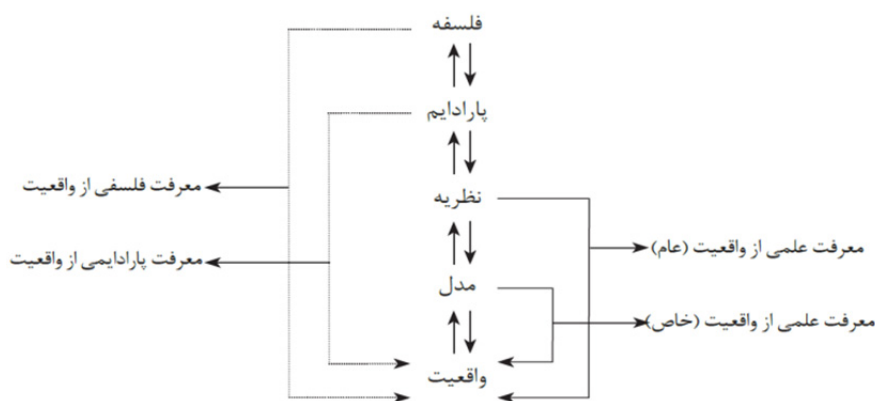 فلسفه
پارادایم
معرفت فلسفی از واقعیت
نظریه
معرفت علمی از واقعیت (عام)
معرفت پارادایمی از واقعیت
مدل
معرفت علمی از واقعیت (خاص)
واقعیت